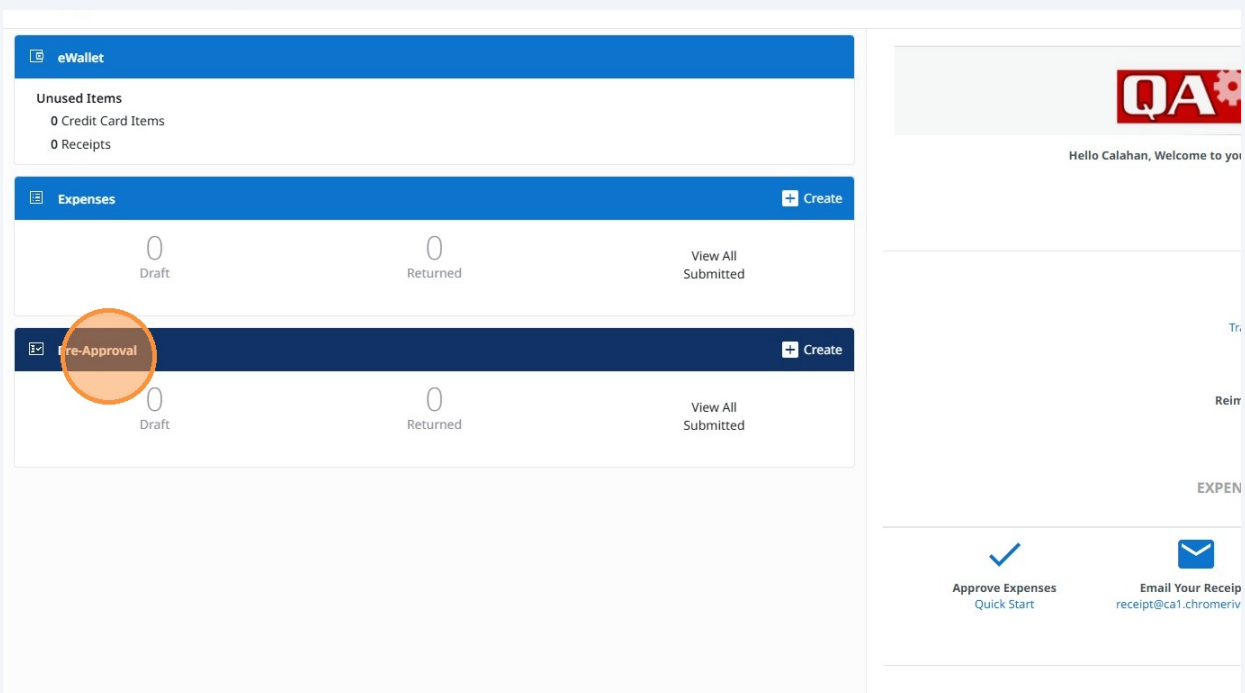 eWallet
Unused Items
0 Credit Card Items
0 Receipts
Expenses
Create
0
Draft
0
Returned
View All
Submitted
Pre-Approval
Create
0
Draft
0
Returned
View All
Submitted
QA
Hello Calahan, Welcome to you
Tra
Reim
EXPEN
Approve Expenses
Quick Start
Email Your Receip
receipt@ca1.chromeriv